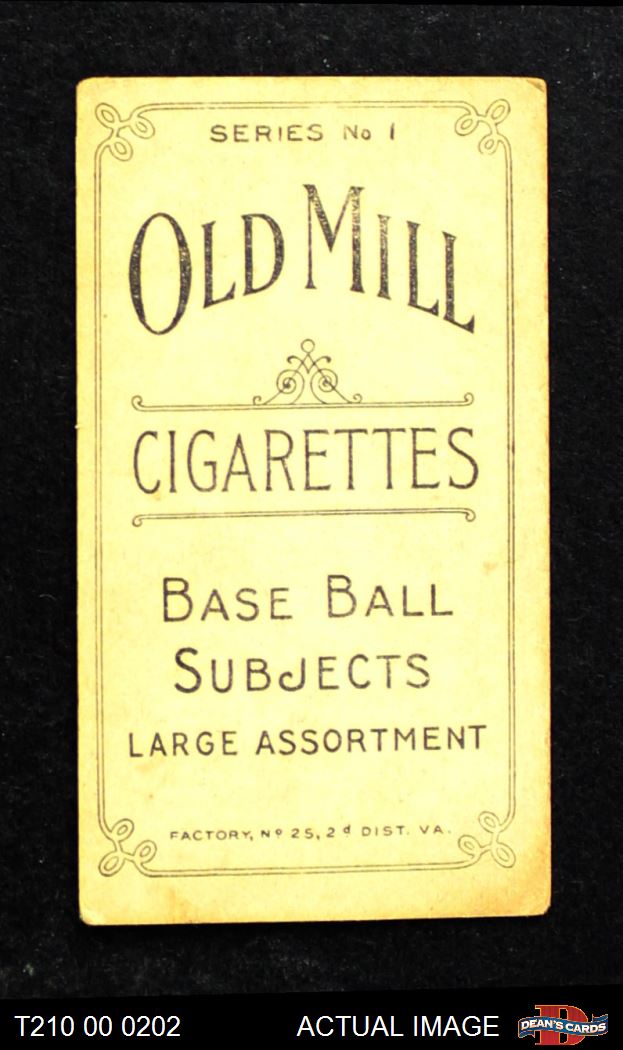 SERIES No 1
OLD MILL
CIGARETTES
BASE BALL
SUBJECTS
LARGE ASSORTMENT
FACTORY, No 25, 2d DIST. VA.
T210 00 0202 ACTUAL IMAGE DEAN'S CARDS